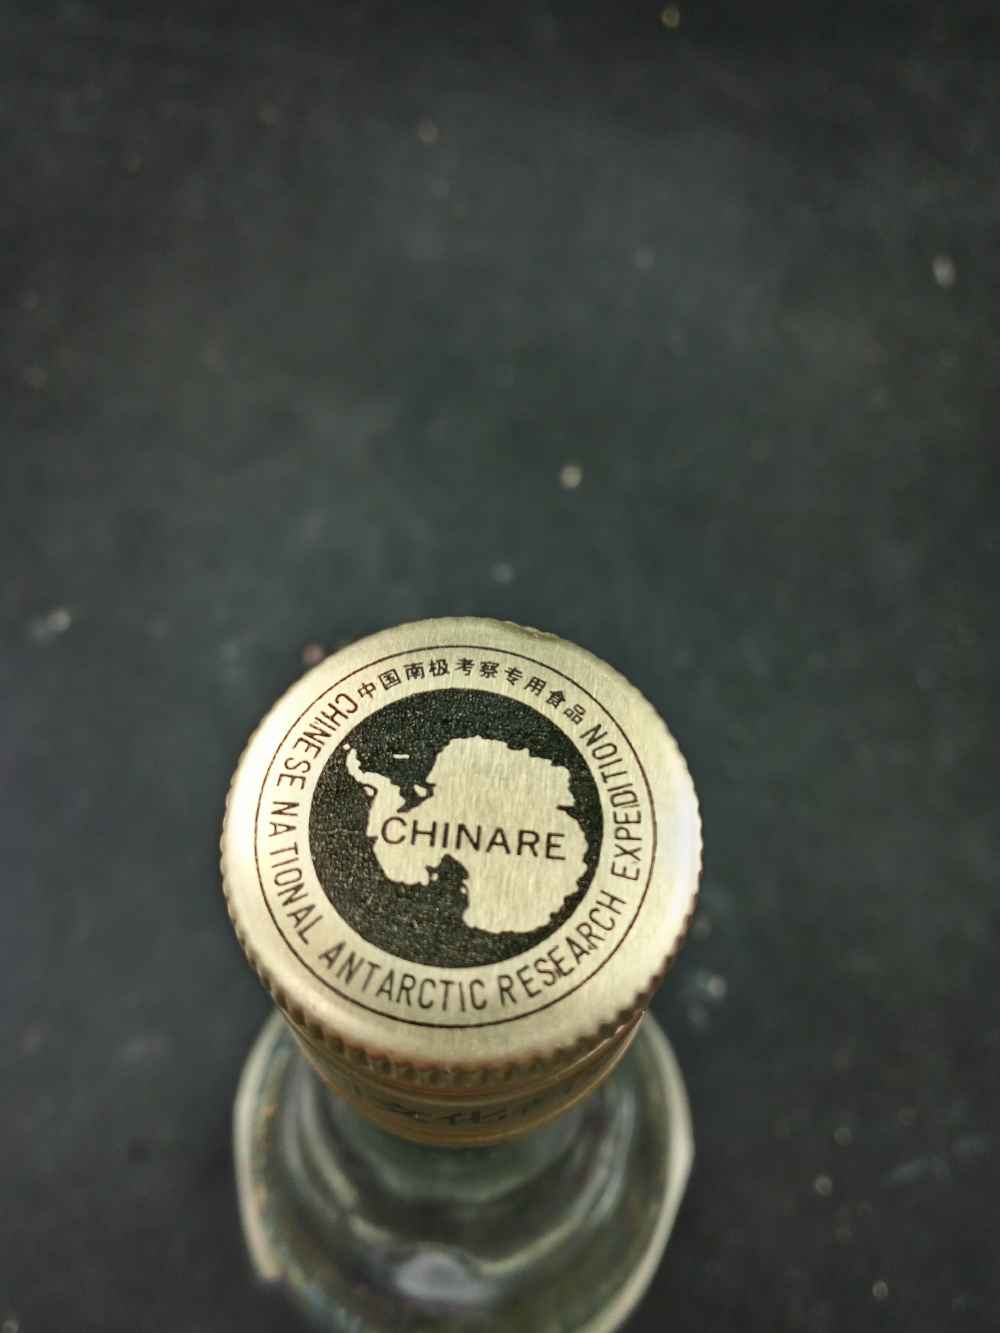 中国南极考察专用食品
CHINARE
CHINESE NATIONAL ANTARCTIC RESEARCH EXPEDITION